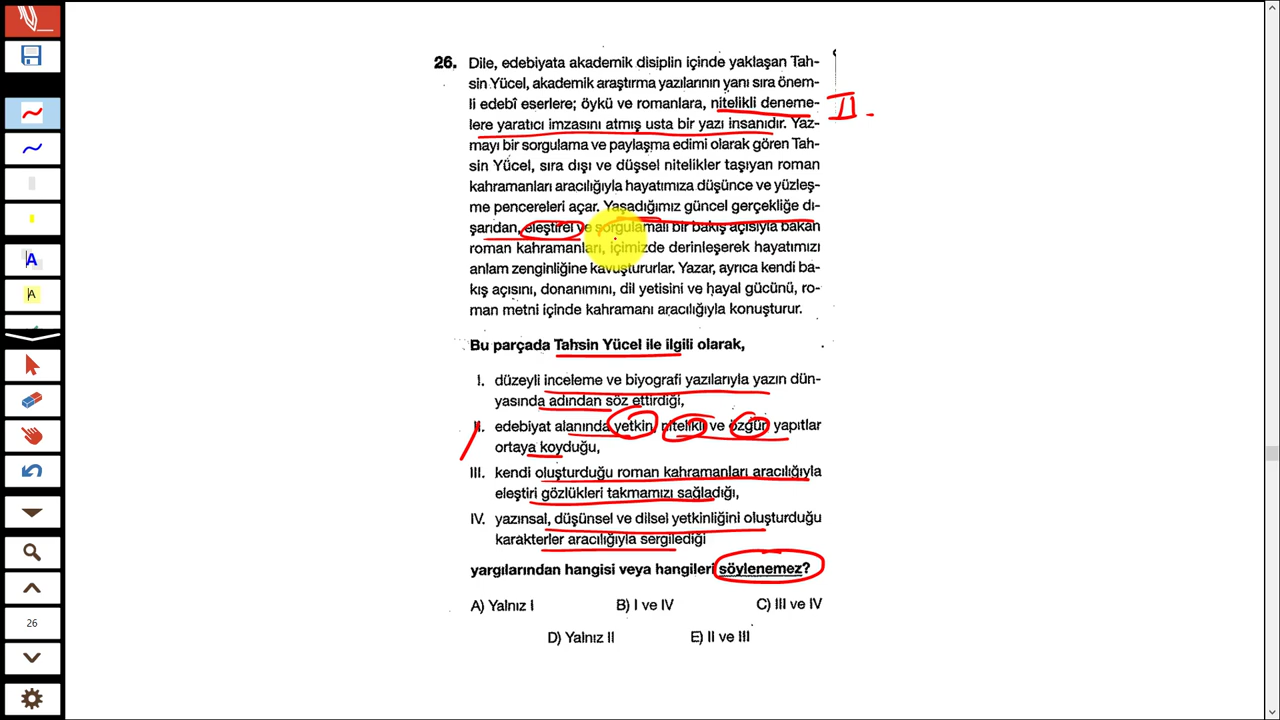 26. Dile, edebiyata akademik disiplin içinde yaklaşan Tah-
sin Yücel, akademik araştırma yazılarının yanı sıra önem-
li edebî eserlere; öykü ve romanlara, nitelikli deneme-
lere yaratıcı imzasını atmış usta bir yazı insanıdır. Yaz-
mayı bir sorgulama ve paylaşma edimi olarak gören Tah-
sin Yücel, sıra dışı ve düşsel nitelikler taşıyan roman
kahramanları aracılığıyla hayatımıza düşünce ve yüzleş-
me pencereleri açar. Yaşadığımız güncel gerçekliğe dı-
şarıdan, eleştirel ve sorgulamalı bir bakış açısıyla bakan
roman kahramanları, içimizde derinleşerek hayatımızı
anlam zenginliğine kavuştururlar. Yazar, ayrıca kendi ba-
kış açısını, donanımını, dil yetisini ve hayal gücünü, ro-
man metni içinde kahramanı aracılığıyla konuşturur.
II.
Bu parçada Tahsin Yücel ile ilgili olarak,
I. düzeyli inceleme ve biyografi yazılarıyla yazın dün-
yasında adından söz ettirdiği,
II. edebiyat alanında yetkin, nitelikli ve özgün yapıtlar
ortaya koyduğu,
III. kendi oluşturduğu roman kahramanları aracılığıyla
eleştiri gözlükleri takmamızı sağladığı,
IV. yazınsal, düşünsel ve dilsel yetkinliğini oluşturduğu
karakterler aracılığıyla sergilediği
yargılarından hangisi veya hangileri söylenemez?
A) Yalnız I B) I ve IV C) III ve IV
D) Yalnız II E) II ve III
A
A
26